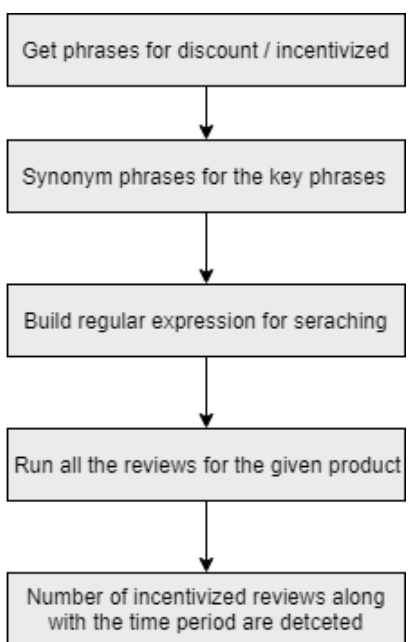 Get phrases for discount / incentivized
Synonym phrases for the key phrases
Build regular expression for seraching
Run all the reviews for the given product
Number of incentivized reviews along
with the time period are detceted